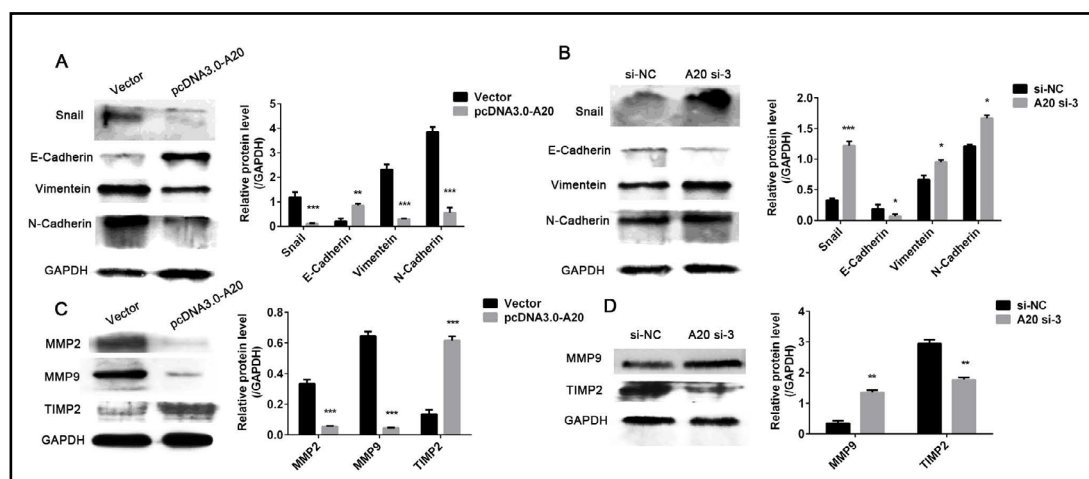 A
Vector pcDNA3.0-A20
Snail
E-Cadherin
Vimentein
N-Cadherin
GAPDH
Relative protein level
(/GAPDH)
5
4
3
2
1
0
Vector
pcDNA3.0-A20
*** ** *** ***
Snail E-Cadherin Vimentein N-Cadherin
B
si-NC A20 si-3
Snail
E-Cadherin
Vimentein
N-Cadherin
GAPDH
Relative protein level
(/GAPDH)
2.0
1.5
1.0
0.5
0.0
si-NC
A20 si-3
*** * * *
Snail E-Cadherin Vimentein N-Cadherin
C
Vector pcDNA3.0-A20
MMP2
MMP9
TIMP2
GAPDH
Relative protein level
(/GAPDH)
0.8
0.6
0.4
0.2
0.0
Vector
pcDNA3.0-A20
*** *** ***
MMP2 MMP9 TIMP2
D
si-NC A20 si-3
MMP9
TIMP2
GAPDH
Relative protein level
(/GAPDH)
4
3
2
1
0
si-NC
A20 si-3
** **
MMP9 TIMP2